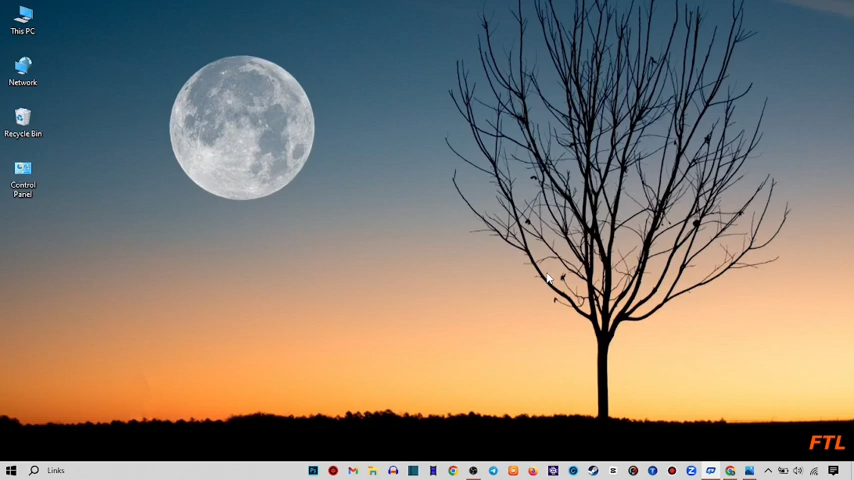 This PC
Network
Recycle Bin
Control
Panel
FTL
Links